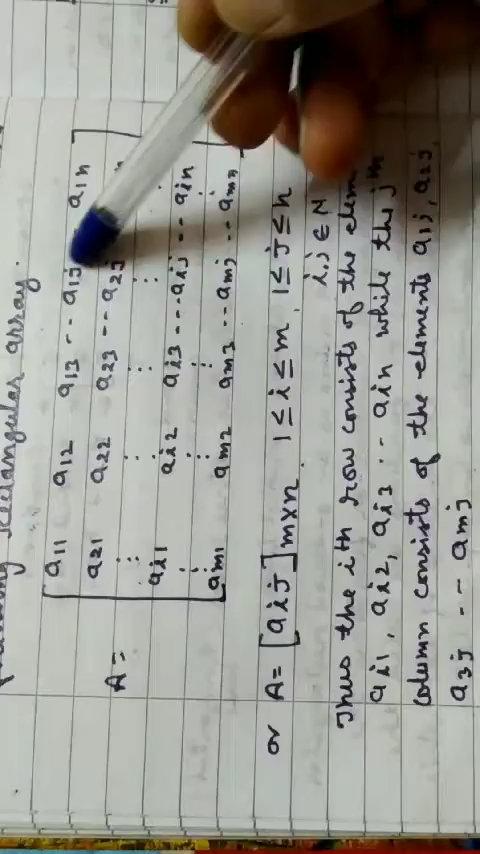 rectangular array.
a11 a12 a13 -- a1j a1n
a21 a22 a23 -- a2j
A =
ai1 ai2 ai3 --- aij -- ain
am1 am2 am3 -- amj -- amn
or A = [aij]m×n 1≤i≤m, 1≤j≤n
i,j ∈ N
Thus the ith row consists of the elem
ai1, ai2, ai3 -- ain while the jth
column consists of the elements a1j, a2j,
a3j -- amj